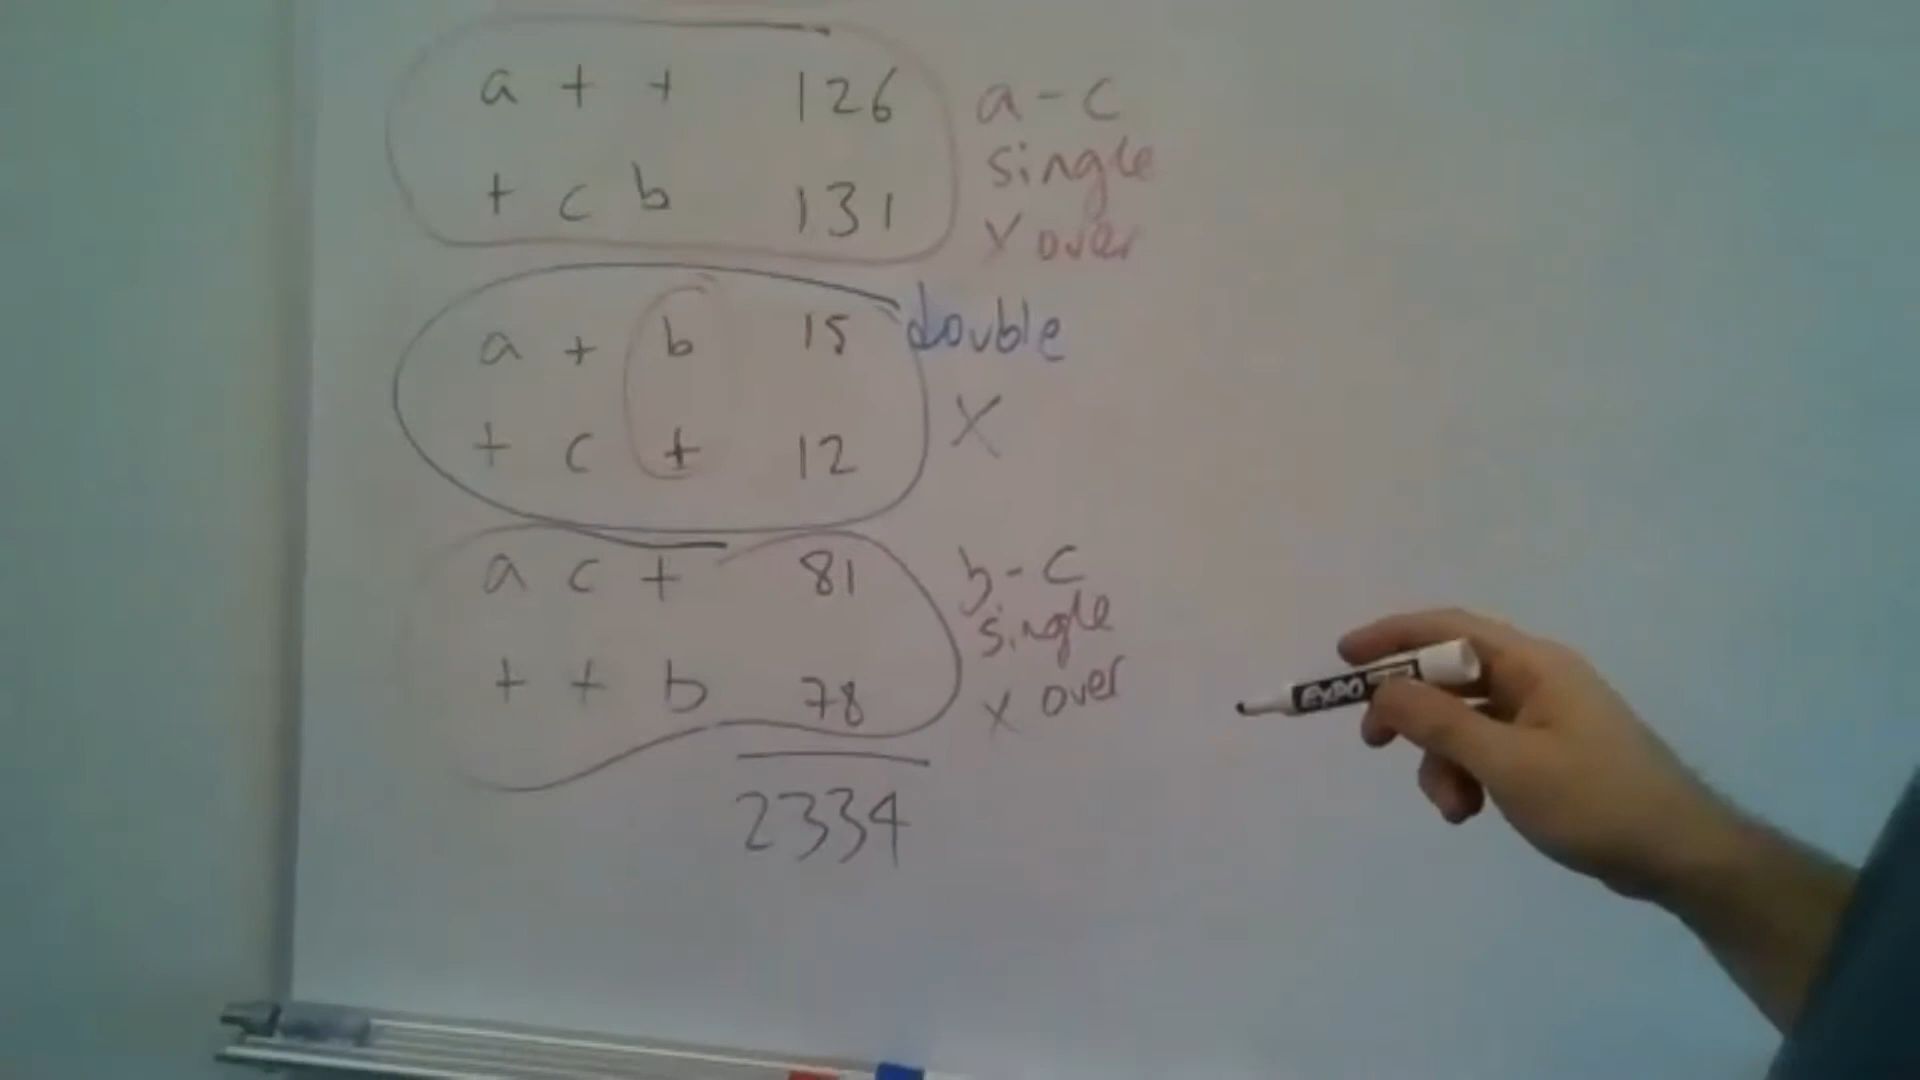 a + + 126 a - c
single
+ c b 131
x over
a + b 15 double
+ c + 12 X
a c + 81 b - c
single
+ + b 78 x over
2334
EXPO